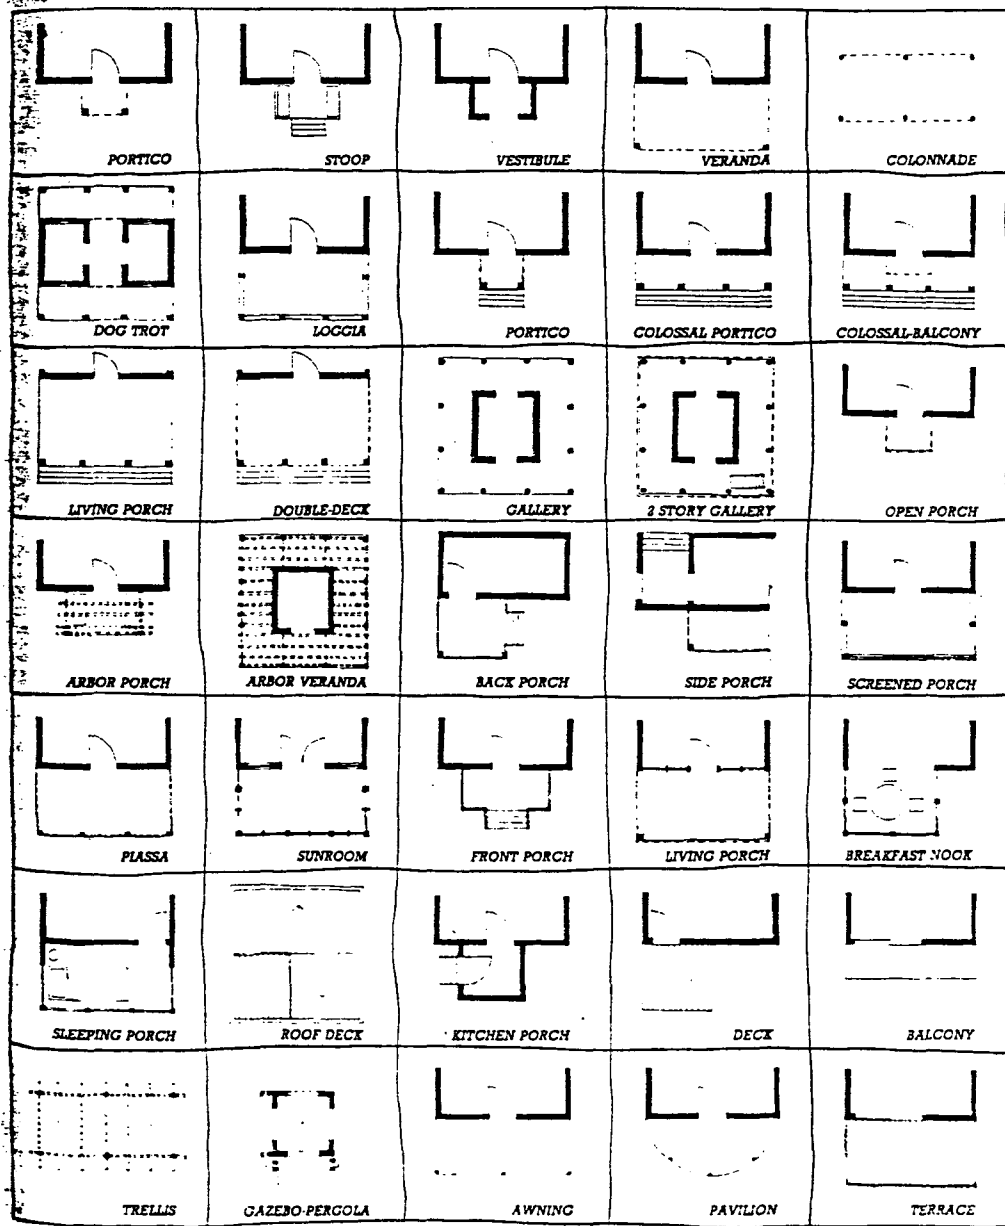 PORTICO
STOOP
VESTIBULE
VERANDA
COLONNADE
DOG TROT
LOGGIA
PORTICO
COLOSSAL PORTICO
COLOSSAL-BALCONY
LIVING PORCH
DOUBLE-DECK
GALLERY
2 STORY GALLERY
OPEN PORCH
ARBOR PORCH
ARBOR VERANDA
BACK PORCH
SIDE PORCH
SCREENED PORCH
PIASSA
SUNROOM
FRONT PORCH
LIVING PORCH
BREAKFAST NOOK
SLEEPING PORCH
ROOF DECK
KITCHEN PORCH
DECK
BALCONY
TRELLIS
GAZEBO-PERGOLA
AWNING
PAVILION
TERRACE